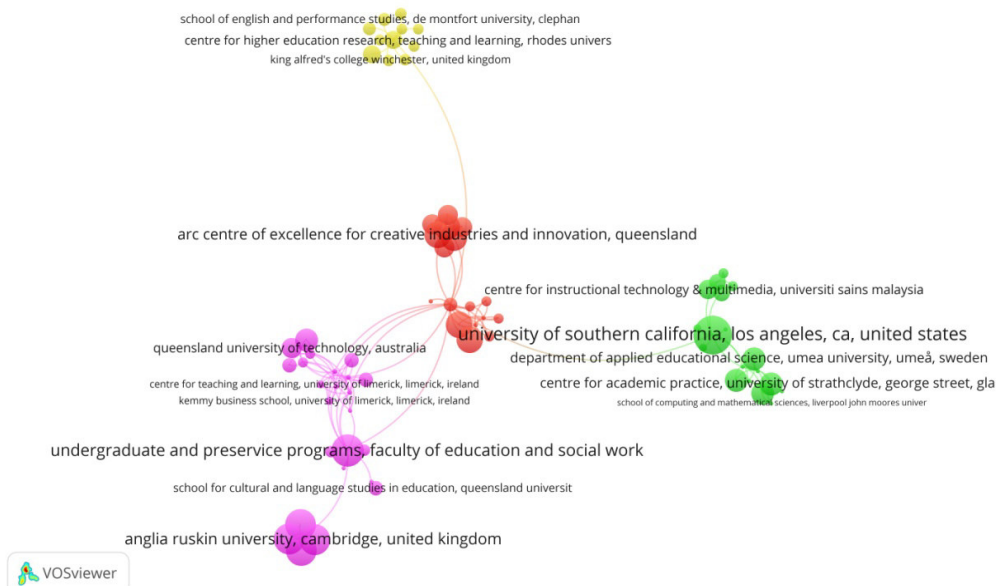 school of english and performance studies, de montfort university, clephan
centre for higher education research, teaching and learning, rhodes univers
king alfred's college winchester, united kingdom
arc centre of excellence for creative industries and innovation, queensland
centre for instructional technology & multimedia, universiti sains malaysia
university of southern california, los angeles, ca, united states
queensland university of technology, australia
department of applied educational science, umea university, umeå, sweden
centre for teaching and learning, university of limerick, limerick, ireland
centre for academic practice, university of strathclyde, george street, gla
kemmy business school, university of limerick, limerick, ireland
school of computing and mathematical sciences, liverpool john moores univer
undergraduate and preservice programs, faculty of education and social work
school for cultural and language studies in education, queensland universit
anglia ruskin university, cambridge, united kingdom
VOSviewer